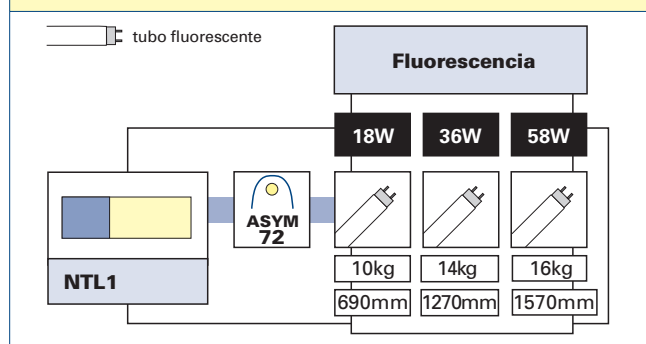 tubo fluorescente
Fluorescencia
18W 36W 58W
ASYM
72
NTL1
10kg 14kg 16kg
690mm 1270mm 1570mm